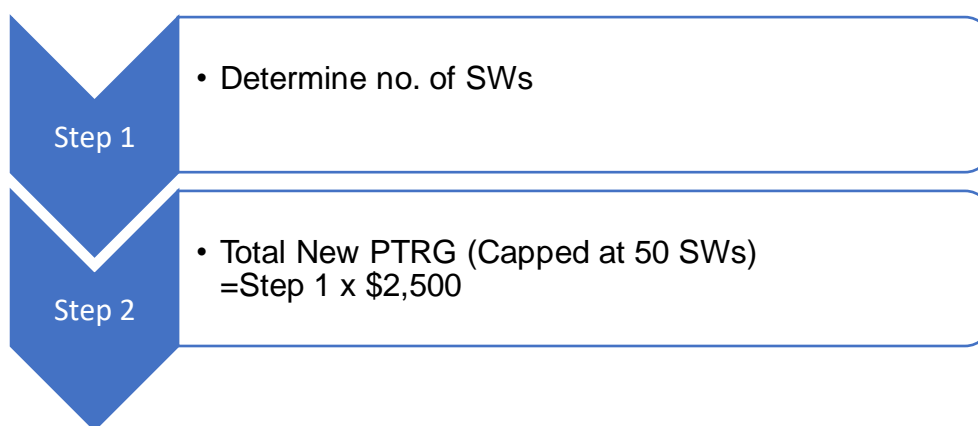 Step 1
• Determine no. of SWs
Step 2
• Total New PTRG (Capped at 50 SWs)
=Step 1 x $2,500